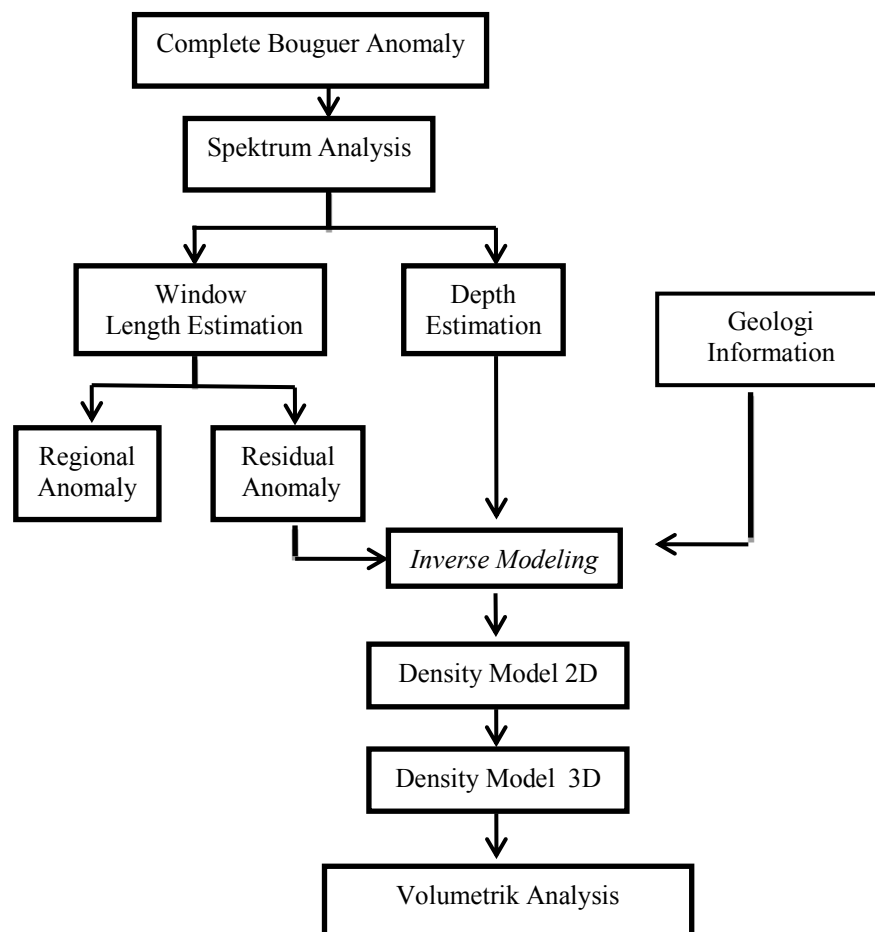 Complete Bouguer Anomaly
Spektrum Analysis
Window
Length Estimation
Depth
Estimation
Geologi
Information
Regional
Anomaly
Residual
Anomaly
Inverse Modeling
Density Model 2D
Density Model 3D
Volumetrik Analysis